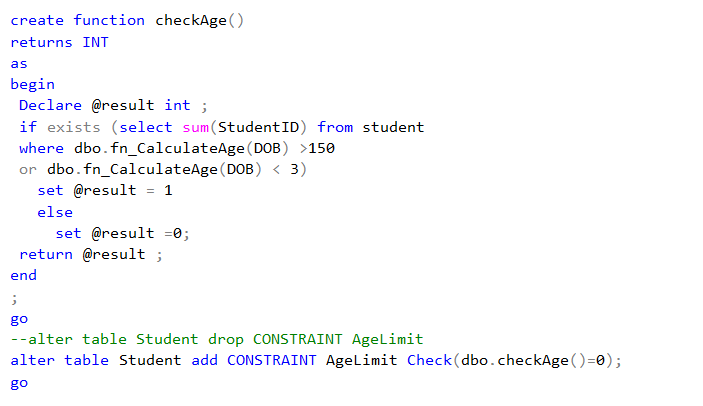 create function checkAge()
returns INT
as
begin
Declare @result int ;
if exists (select sum(StudentID) from student
where dbo.fn_CalculateAge(DOB) >150
or dbo.fn_CalculateAge(DOB) < 3)
set @result = 1
else
set @result =0;
return @result ;
end
;
go
--alter table Student drop CONSTRAINT AgeLimit
alter table Student add CONSTRAINT AgeLimit Check(dbo.checkAge()=0);
go